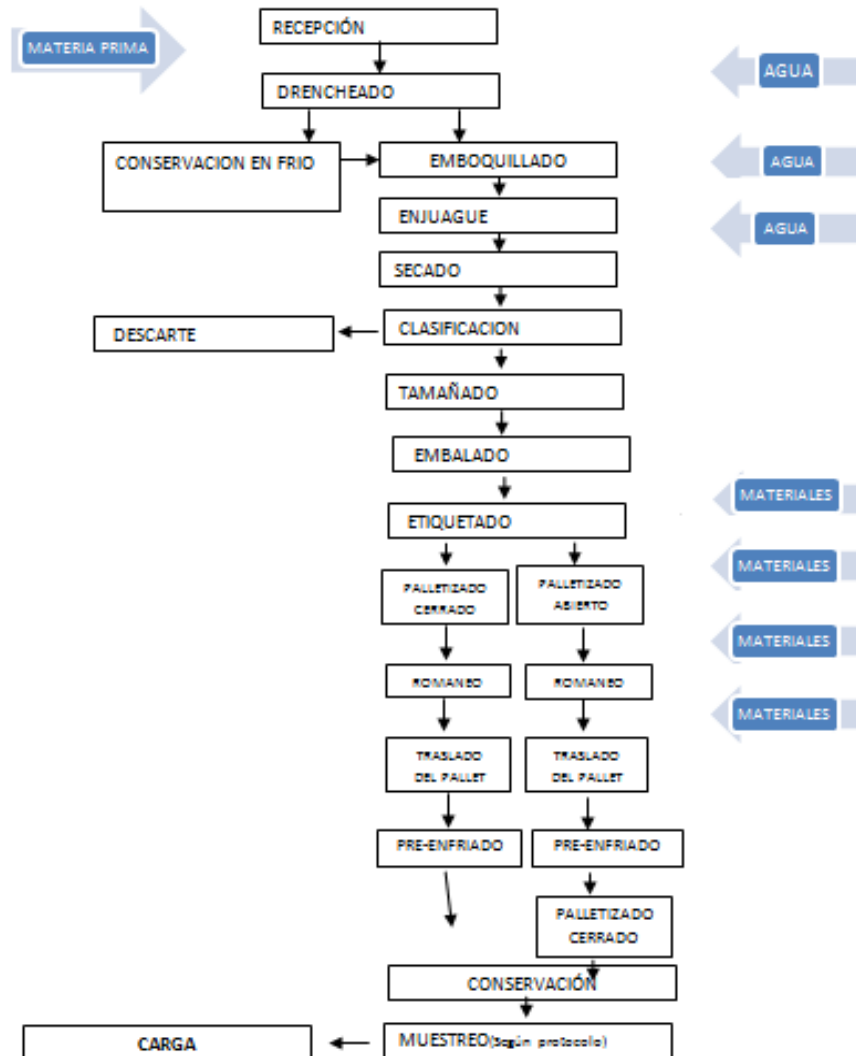 RECEPCIÓN
MATERIA PRIMA
AGUA
DRENCHEADO
CONSERVACION EN FRIO
EMBOQUILLADO
AGUA
ENJUAGUE
AGUA
SECADO
CLASIFICACION
DESCARTE
TAMAÑADO
EMBALADO
ETIQUETADO
MATERIALES
PALLETIZADO
CERRADO
PALLETIZADO
ABIERTO
MATERIALES
ROMANEO
ROMANEO
MATERIALES
TRASLADO
DEL PALLET
TRASLADO
DEL PALLET
MATERIALES
PRE-ENFRIADO
PRE-ENFRIADO
PALLETIZADO
CERRADO
CONSERVACIÓN
MUESTREO(Según protocolo)
CARGA